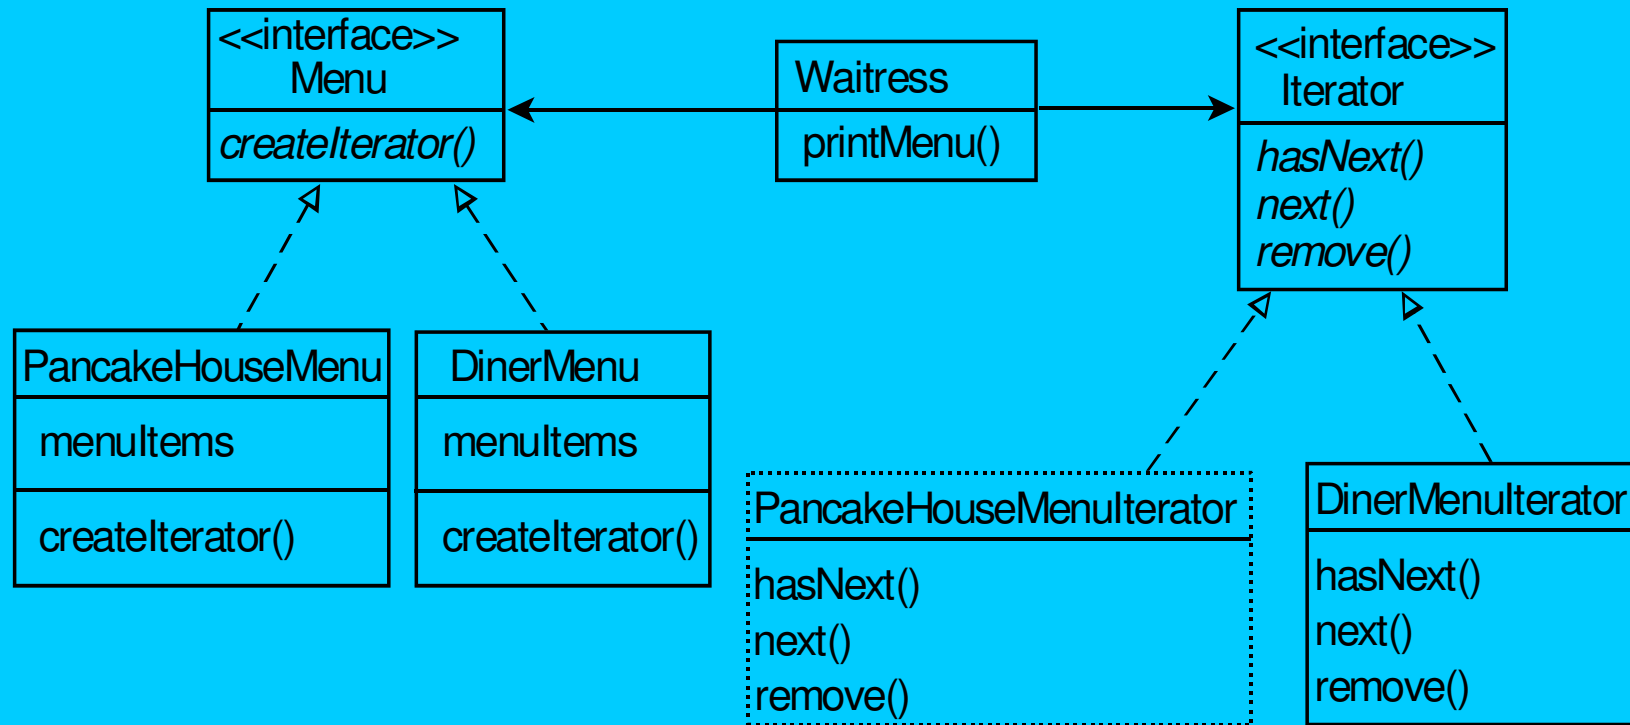 <<interface>>
Menu
createIterator()
Waitress
printMenu()
<<interface>>
Iterator
hasNext()
next()
remove()
PancakeHouseMenu
menuItems
createIterator()
DinerMenu
menuItems
createIterator()
PancakeHouseMenuIterator
hasNext()
next()
remove()
DinerMenuIterator
hasNext()
next()
remove()